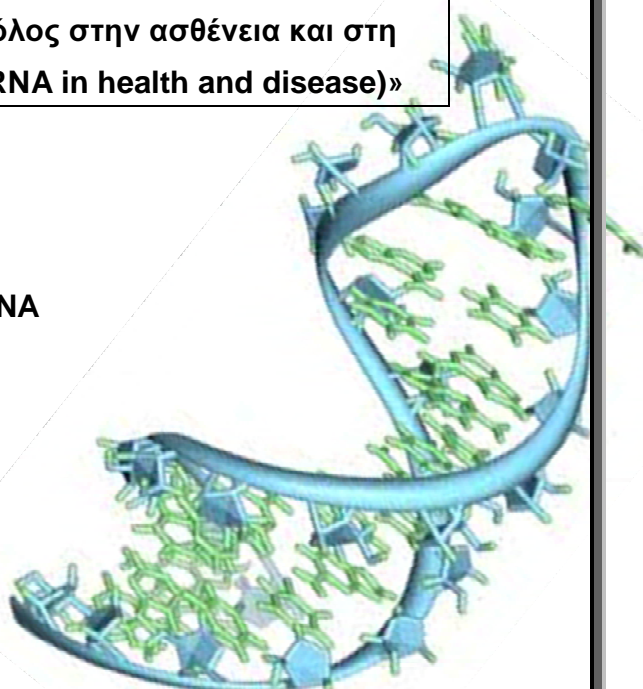 όλος στην ασθένεια και στη
RNA in health and disease)»
NA